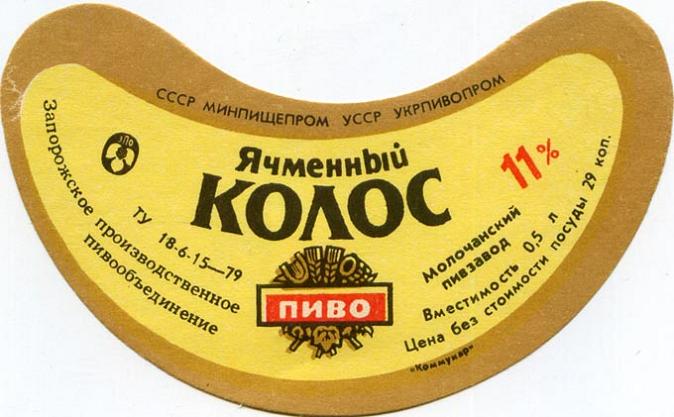 СССР МИНПИЩЕПРОМ УССР УКРПИВОПРОМ
ЗПО
Ячменный
КОЛОС
11%
Запорожское производственное
пивообъединение
ТУ 18-6-15—79
ПИВО
Молочанский
пивзавод
Вместимость 0,5 л
Цена без стоимости посуды 29 коп.
"Коммунар"